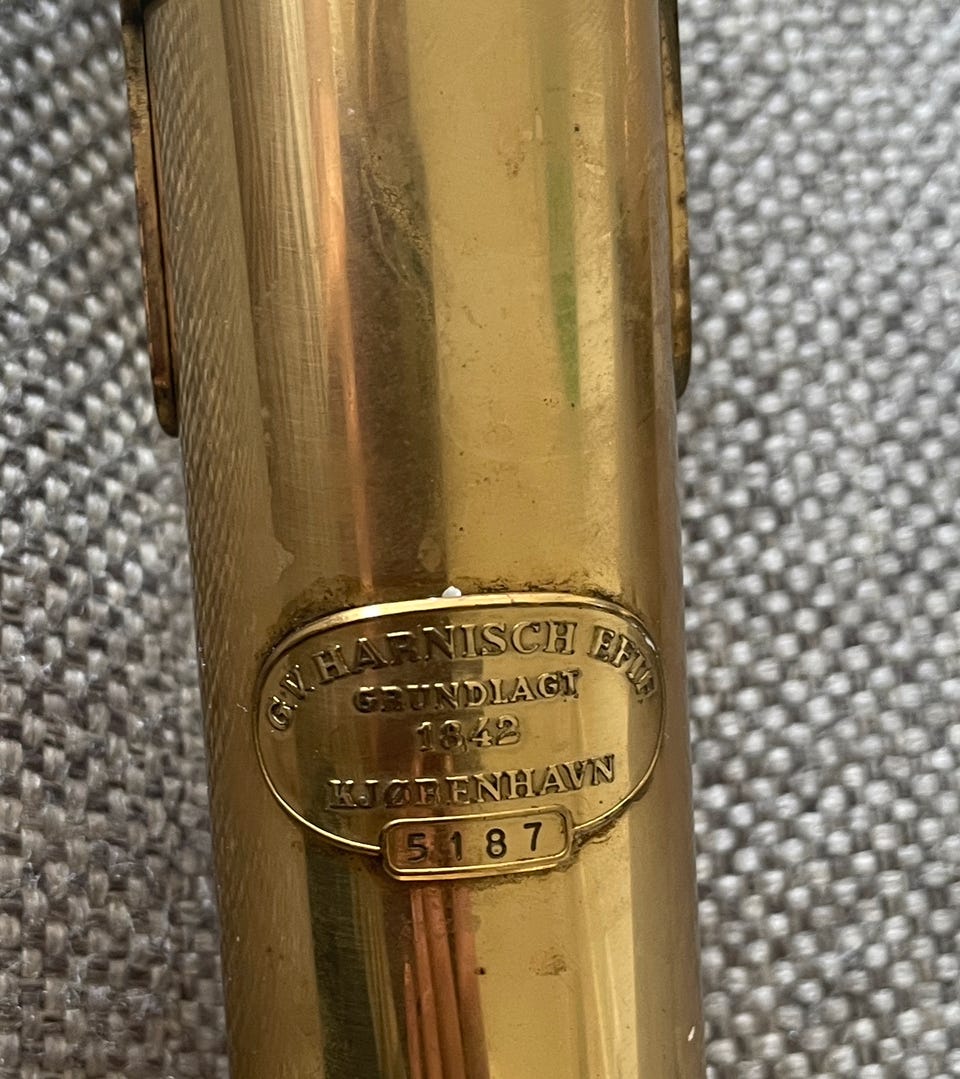 G.V. HARNISCH EFTF
GRUNDLAGT
1842
KJØBENHAVN
5187